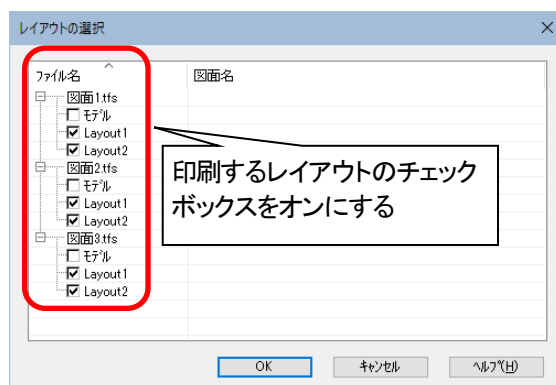 レイアウトの選択
ファイル名
図面名
図面1.tfs
モデル
Layout1
Layout2
図面2.tfs
モデル
Layout1
Layout2
図面3.tfs
モデル
Layout1
Layout2
印刷するレイアウトのチェック
ボックスをオンにする
OK
キャンセル
ヘルプ(H)